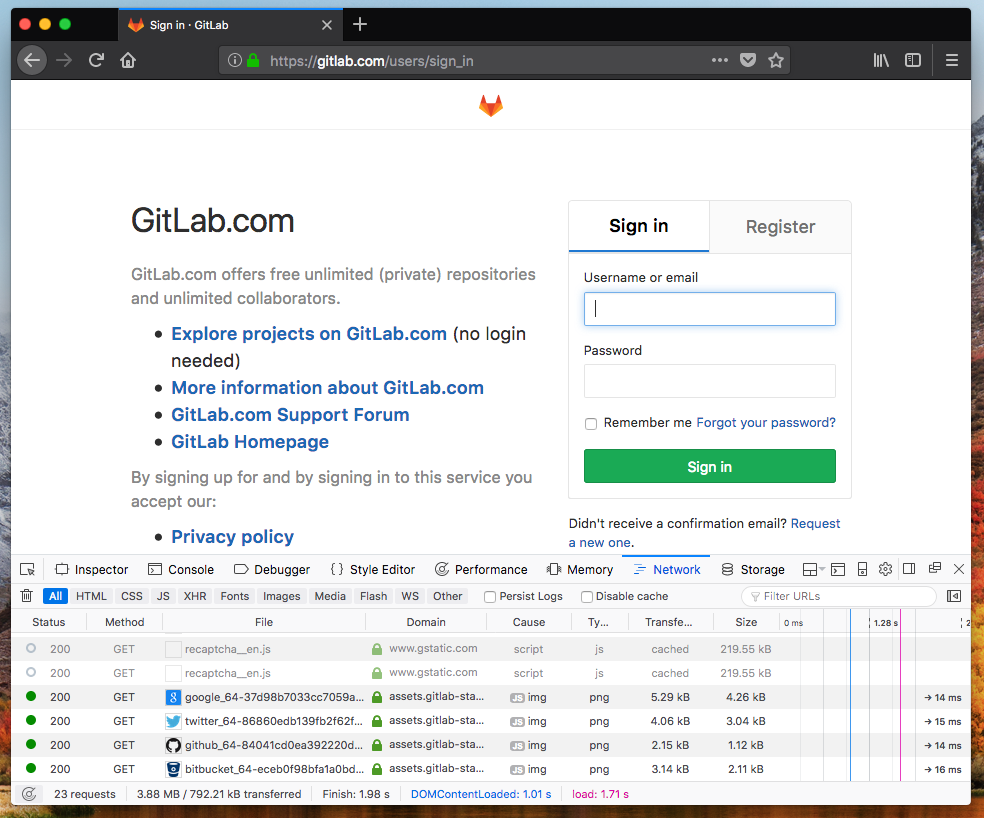 Sign in · GitLab
https://gitlab.com/users/sign_in
GitLab.com
GitLab.com offers free unlimited (private) repositories
and unlimited collaborators.
Explore projects on GitLab.com (no login
needed)
More information about GitLab.com
GitLab.com Support Forum
GitLab Homepage
By signing up for and by signing in to this service you
accept our:
Privacy policy
Sign in Register
Username or email
Password
Remember me Forgot your password?
Sign in
Didn't receive a confirmation email? Request
a new one.
Inspector Console Debugger { } Style Editor Performance Memory Network Storage
All HTML CSS JS XHR Fonts Images Media Flash WS Other Persist Logs Disable cache Filter URLs
Status Method File Domain Cause Ty... Transfe... Size 0 ms 1.28 s 2
200 GET recaptcha__en.js www.gstatic.com script js cached 219.55 kB
200 GET recaptcha__en.js www.gstatic.com script js cached 219.55 kB
200 GET google_64-37d98b7033cc7059a... assets.gitlab-sta... JS img png 5.29 kB 4.26 kB → 14 ms
200 GET twitter_64-86860edb139fb2f62f... assets.gitlab-sta... JS img png 4.06 kB 3.04 kB → 15 ms
200 GET github_64-84041cd0ea392220d... assets.gitlab-sta... JS img png 2.15 kB 1.12 kB → 14 ms
200 GET bitbucket_64-eceb0f98bfa1a0bd... assets.gitlab-sta... JS img png 3.14 kB 2.11 kB → 16 ms
23 requests 3.88 MB / 792.21 kB transferred Finish: 1.98 s DOMContentLoaded: 1.01 s load: 1.71 s